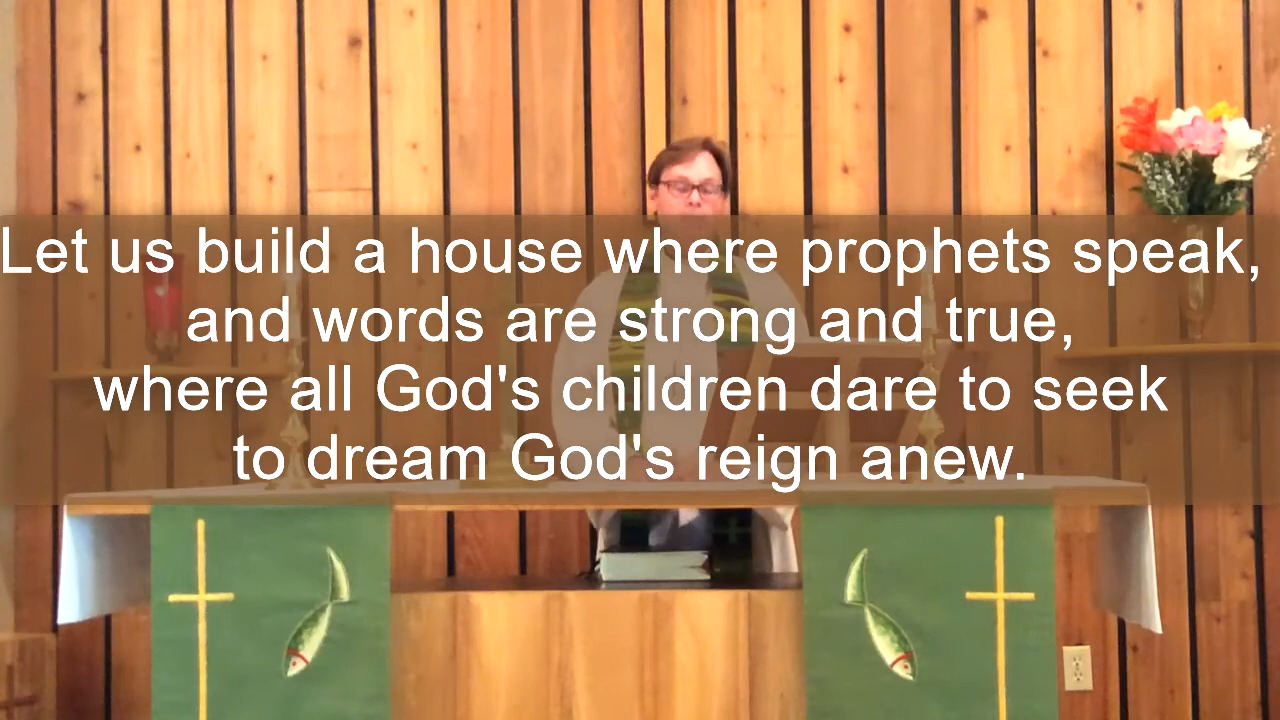 Let us build a house where prophets speak,
and words are strong and true,
where all God's children dare to seek
to dream God's reign anew.